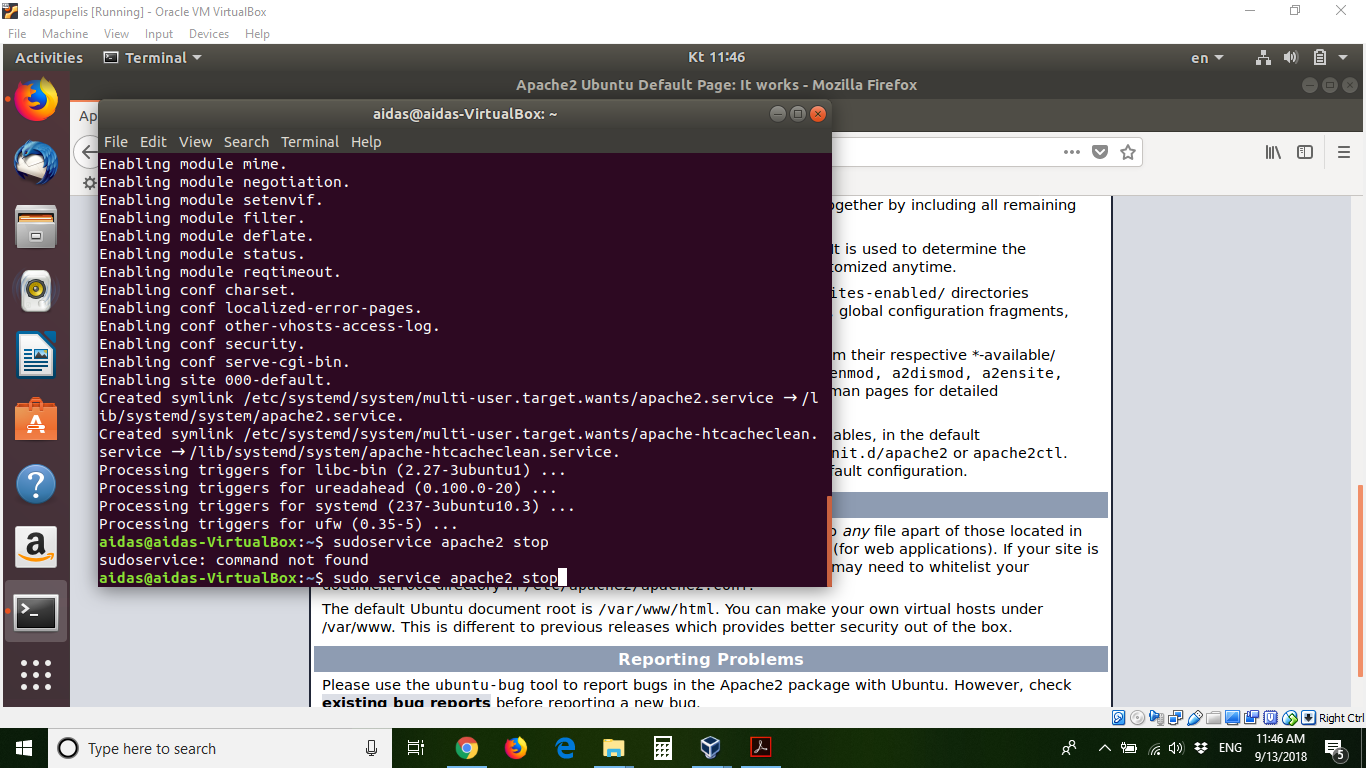 aidaspupelis [Running] - Oracle VM VirtualBox
File Machine View Input Devices Help
Activities Terminal Kt 11:46 en
Apache2 Ubuntu Default Page: It works - Mozilla Firefox
Ap
aidas@aidas-VirtualBox: ~
File Edit View Search Terminal Help
Enabling module mime.
Enabling module negotiation.
Enabling module setenvif.
Enabling module filter.
Enabling module deflate.
Enabling module status.
Enabling module reqtimeout.
Enabling conf charset.
Enabling conf localized-error-pages.
Enabling conf other-vhosts-access-log.
Enabling conf security.
Enabling conf serve-cgi-bin.
Enabling site 000-default.
Created symlink /etc/systemd/system/multi-user.target.wants/apache2.service → /l
ib/systemd/system/apache2.service.
Created symlink /etc/systemd/system/multi-user.target.wants/apache-htcacheclean.
service → /lib/systemd/system/apache-htcacheclean.service.
Processing triggers for libc-bin (2.27-3ubuntu1) ...
Processing triggers for ureadahead (0.100.0-20) ...
Processing triggers for systemd (237-3ubuntu10.3) ...
Processing triggers for ufw (0.35-5) ...
aidas@aidas-VirtualBox:~$ sudoservice apache2 stop
sudoservice: command not found
aidas@aidas-VirtualBox:~$ sudo service apache2 stop
ogether by including all remaining
It is used to determine the
tomized anytime.
ites-enabled/ directories
global configuration fragments,
m their respective *-available/
enmod, a2dismod, a2ensite,
man pages for detailed
ables, in the default
nit.d/apache2 or apache2ctl.
fault configuration.
any file apart of those located in
(for web applications). If your site is
may need to whitelist your
document root directory in /etc/apache2/apache2.conf.
The default Ubuntu document root is /var/www/html. You can make your own virtual hosts under
/var/www. This is different to previous releases which provides better security out of the box.
Reporting Problems
Please use the ubuntu-bug tool to report bugs in the Apache2 package with Ubuntu. However, check
existing bug reports before reporting a new bug.
Right Ctrl
Type here to search
ENG
11:46 AM
9/13/2018
5